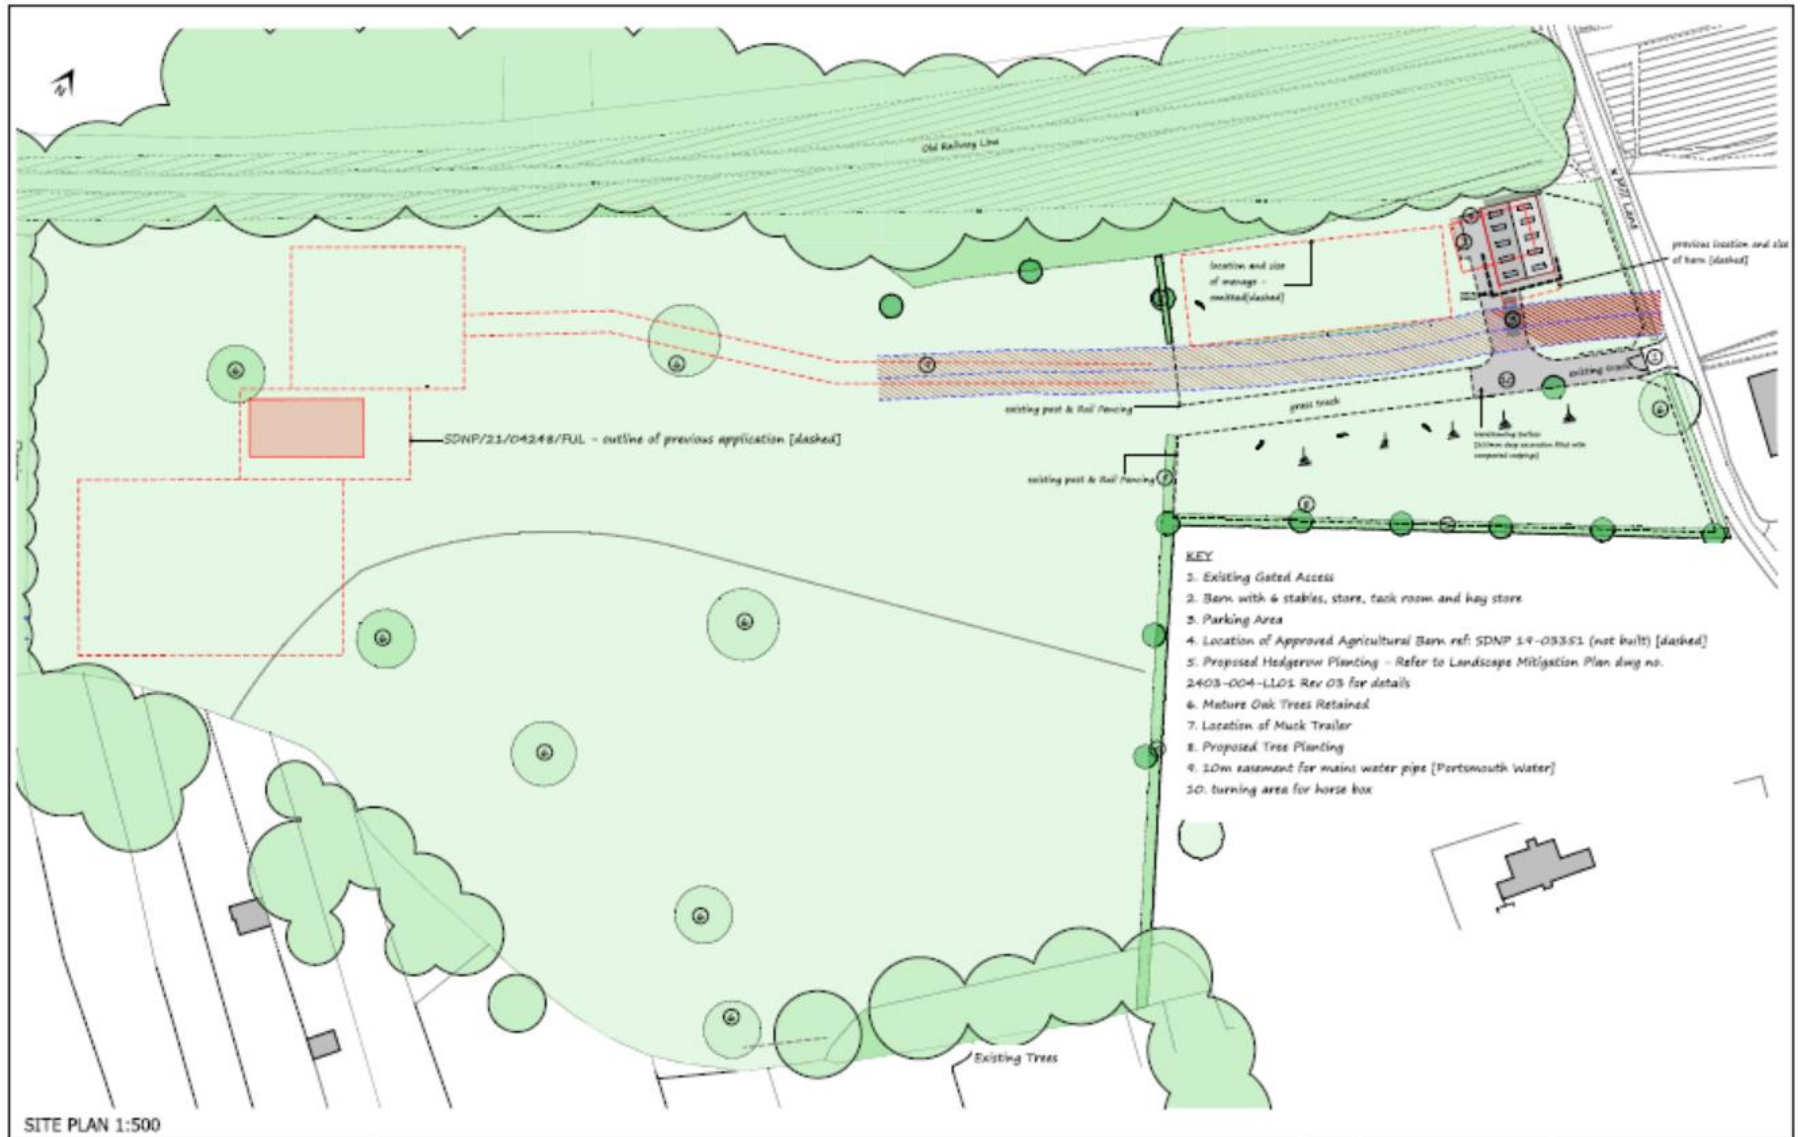 N
Old Railway Line
Mill Lane
previous location and size
of barn [dashed]
location and size
of menage -
omitted[dashed]
existing track
grass track
existing post & Rail Fencing
SDNP/21/04248/FUL - outline of previous application [dashed]
existing post & Rail Fencing
KEY
1. Existing Gated Access
2. Barn with 6 stables, store, tack room and hay store
3. Parking Area
4. Location of Approved Agricultural Barn ref: SDNP 19-03351 (not built) [dashed]
5. Proposed Hedgerow Planting - Refer to Landscape Mitigation Plan dwg no.
2403-004-LL01 Rev 03 for details
6. Mature Oak Trees Retained
7. Location of Muck Trailer
8. Proposed Tree Planting
9. 10m easement for mains water pipe [Portsmouth Water]
10. turning area for horse box
Existing Trees
SITE PLAN 1:500